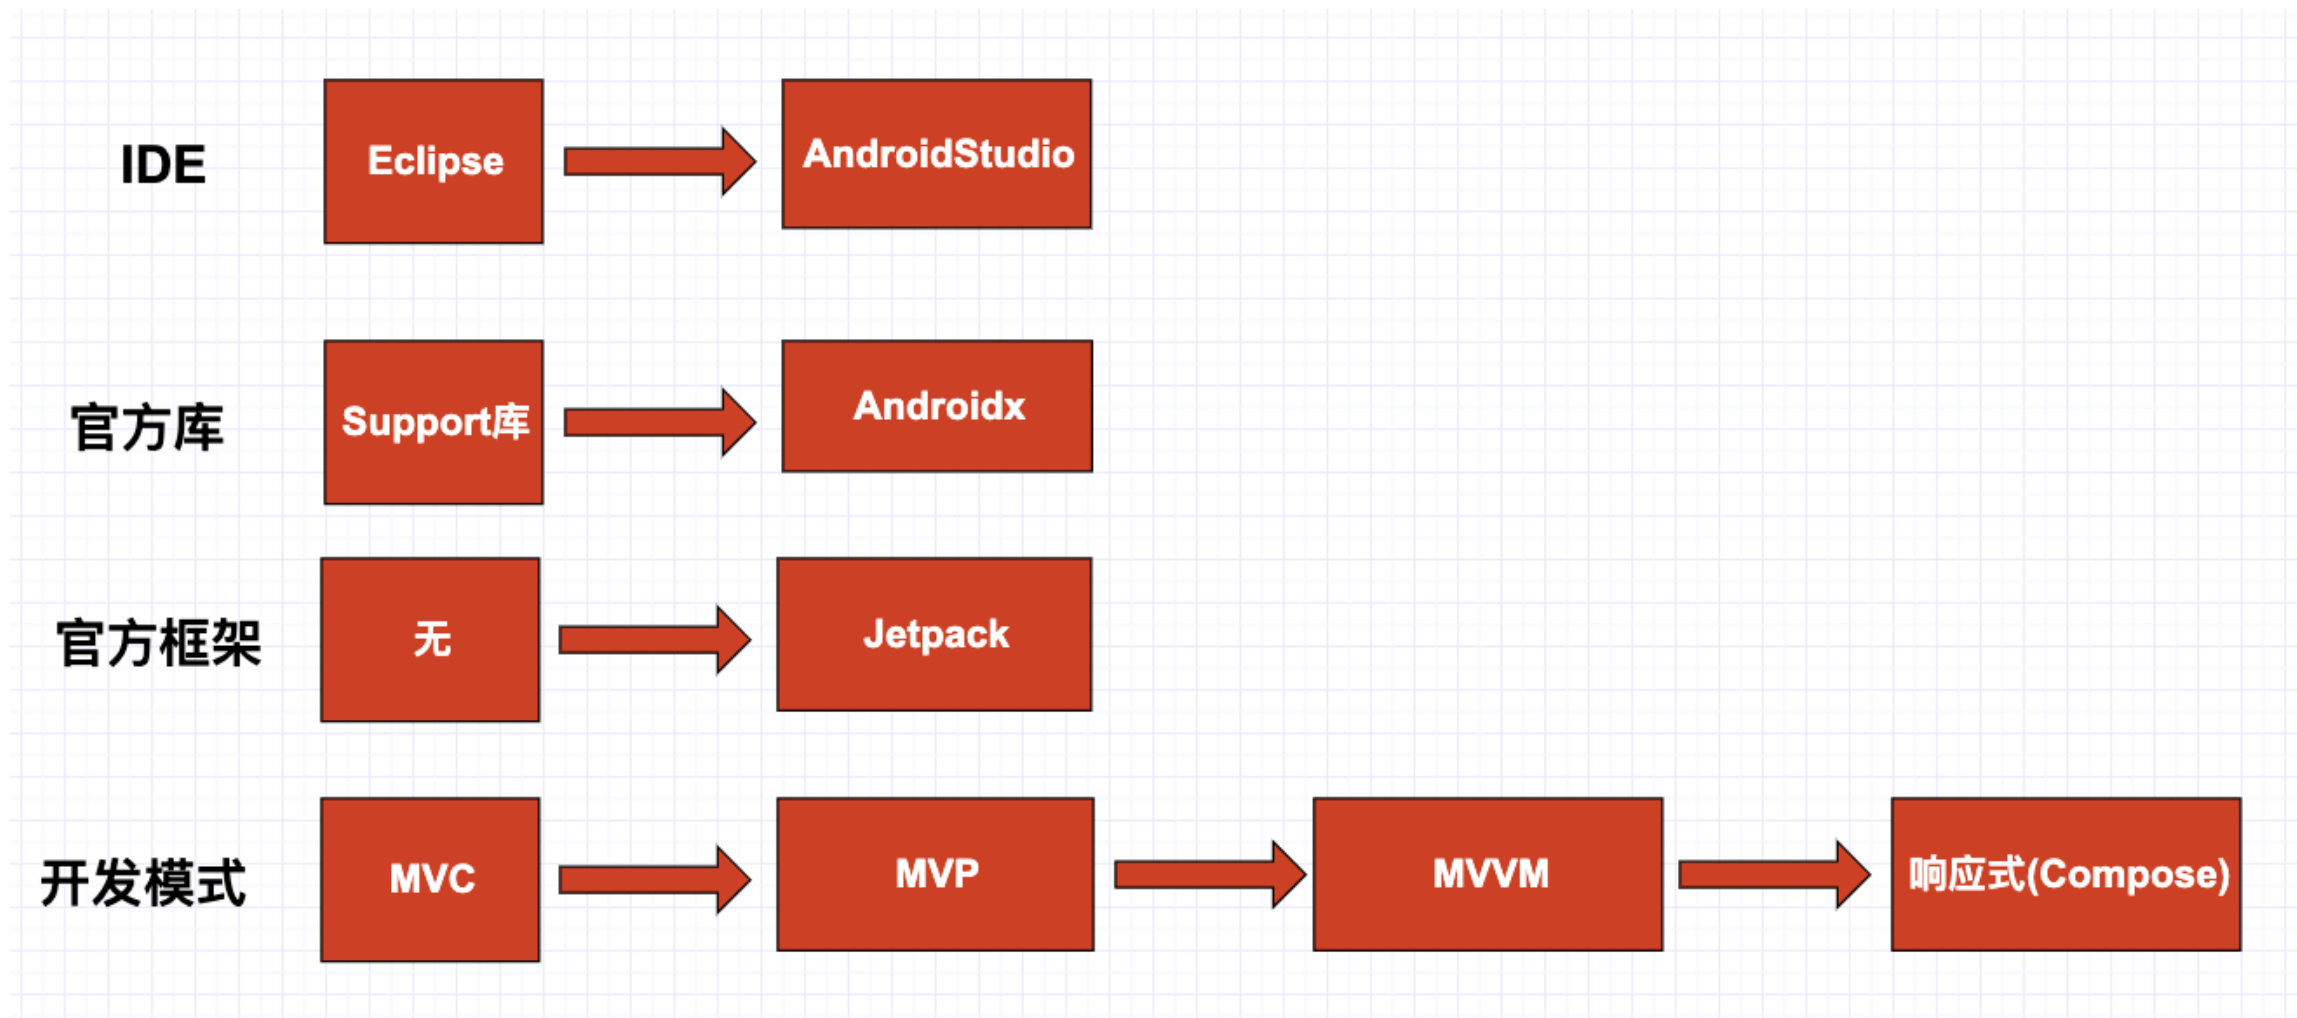 IDE
Eclipse
AndroidStudio
官方库
Support库
Androidx
官方框架
无
Jetpack
开发模式
MVC
MVP
MVVM
响应式(Compose)